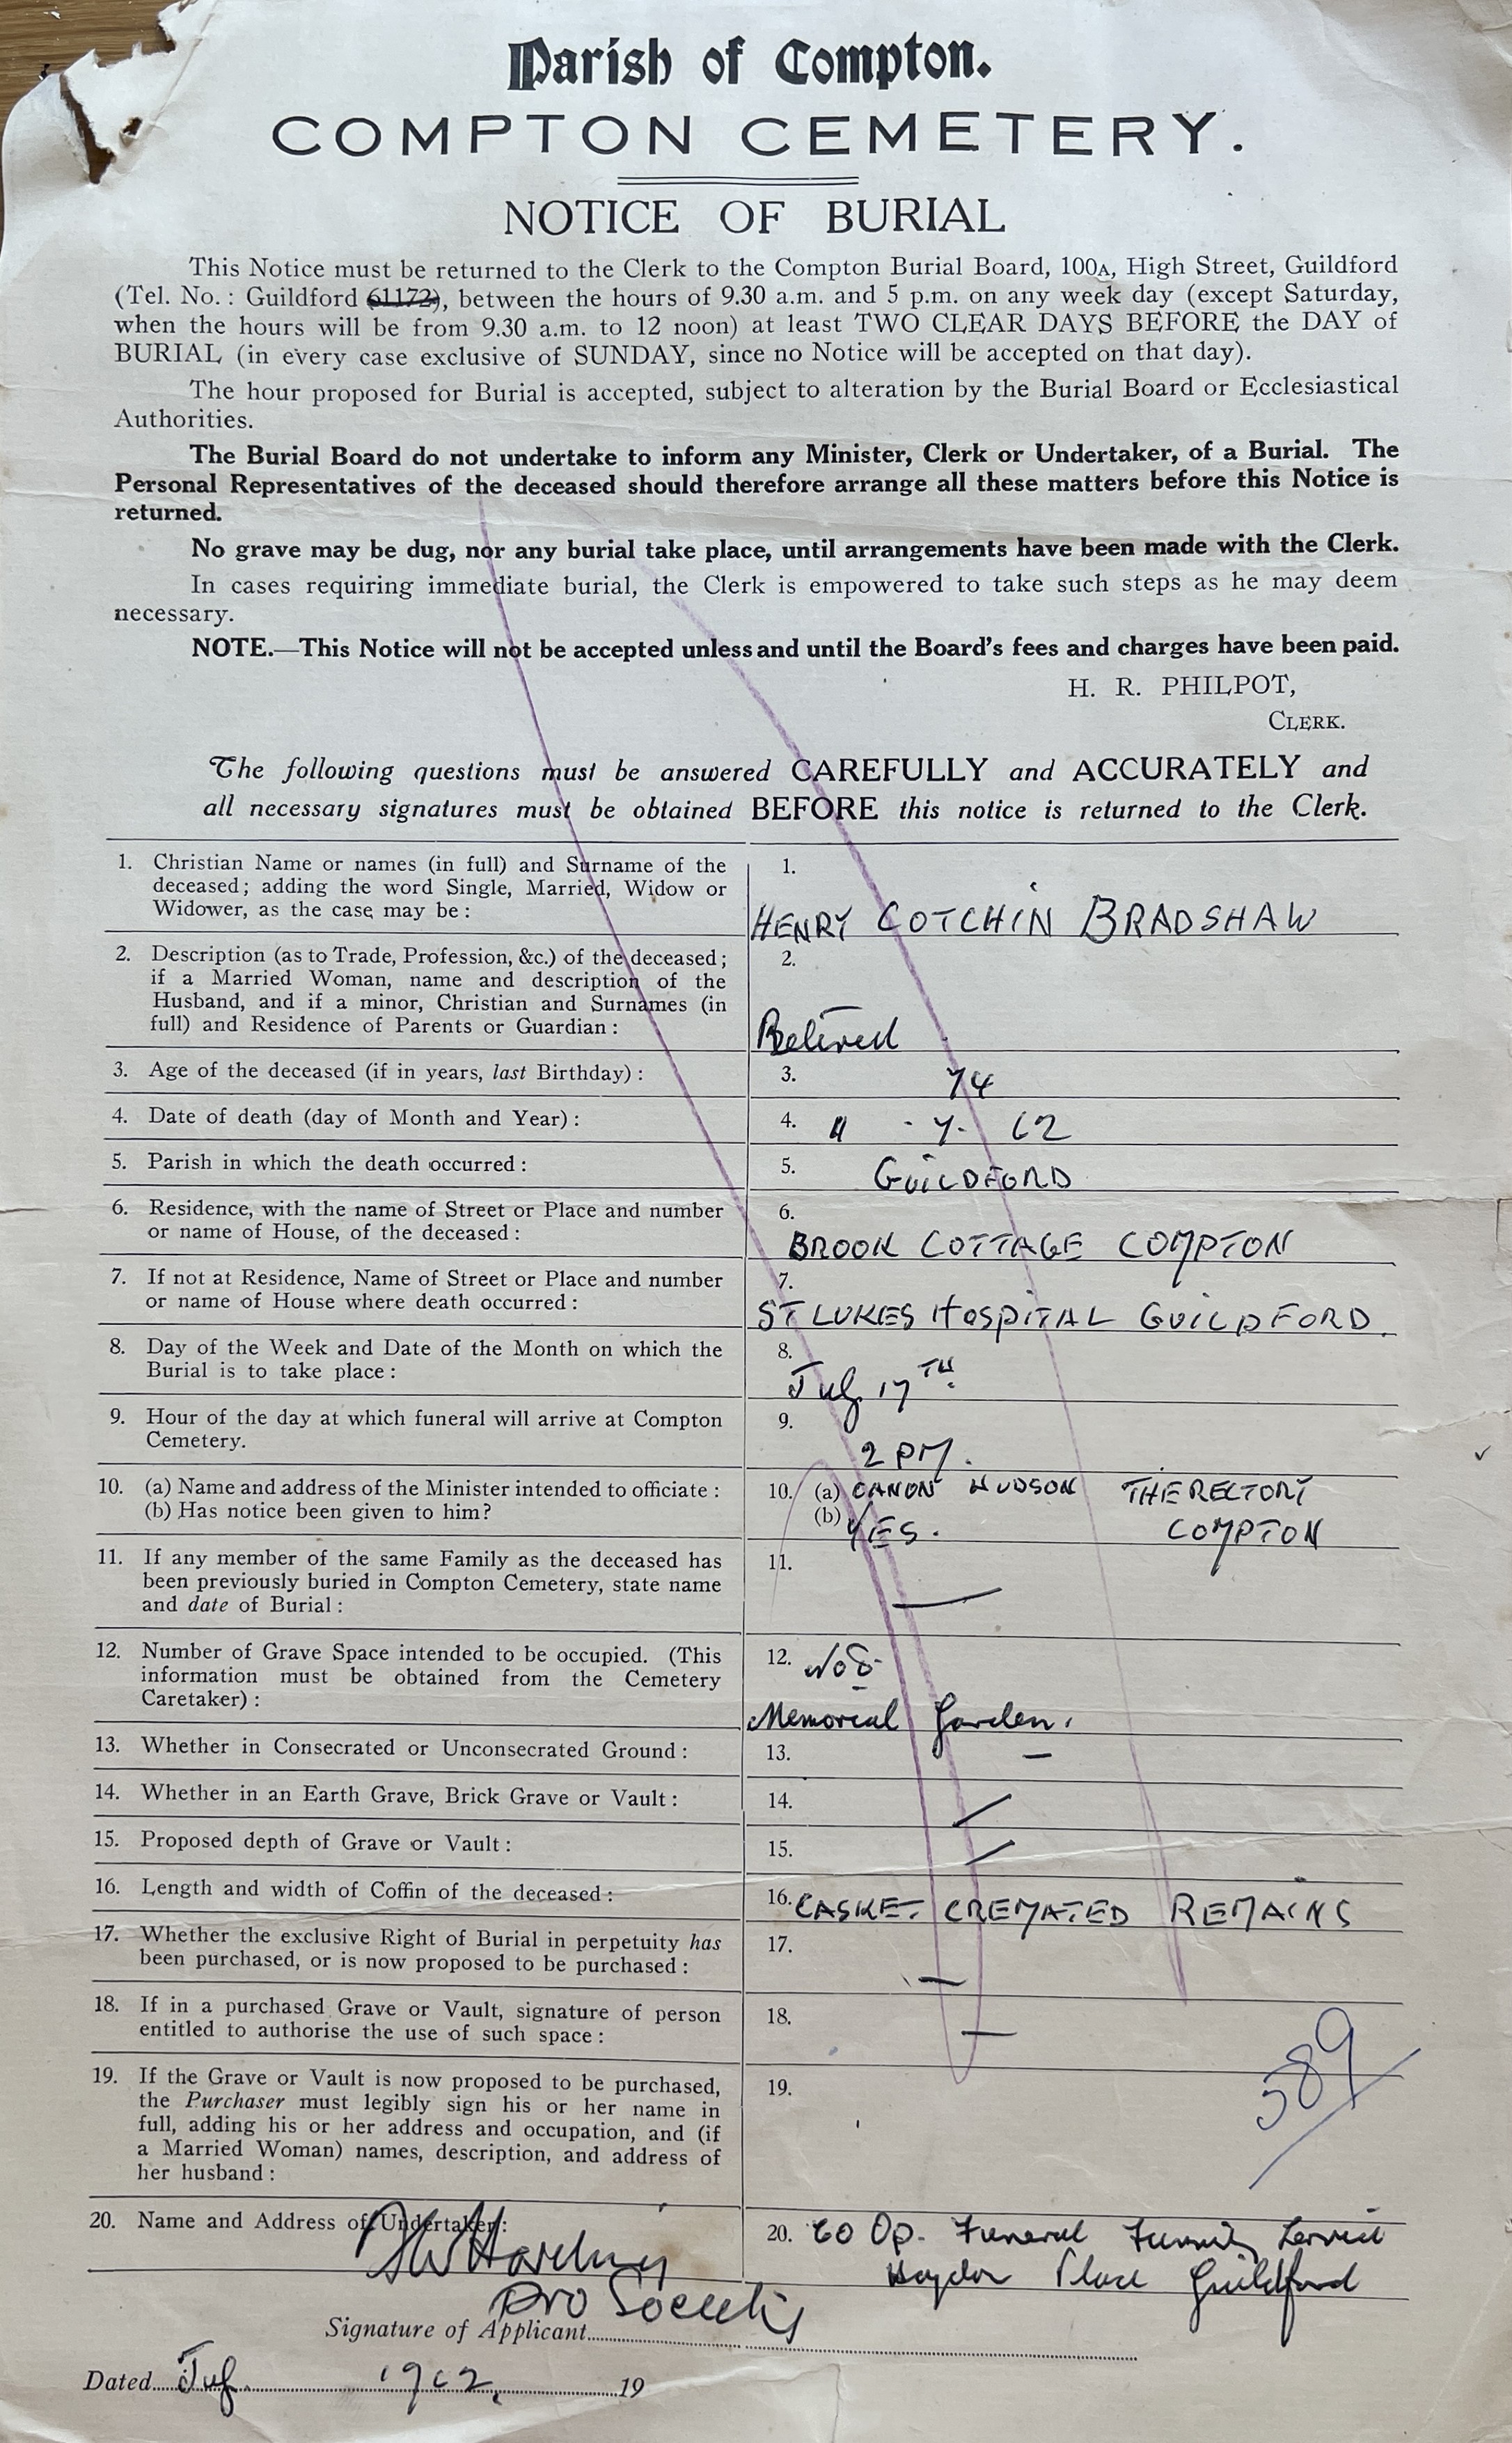 Parish of Compton.
COMPTON CEMETERY.
NOTICE OF BURIAL
This Notice must be returned to the Clerk to the Compton Burial Board, 100A, High Street, Guildford
(Tel. No.: Guildford 61172), between the hours of 9.30 a.m. and 5 p.m. on any week day (except Saturday,
when the hours will be from 9.30 a.m. to 12 noon) at least TWO CLEAR DAYS BEFORE the DAY of
BURIAL (in every case exclusive of SUNDAY, since no Notice will be accepted on that day).
The hour proposed for Burial is accepted, subject to alteration by the Burial Board or Ecclesiastical
Authorities.
The Burial Board do not undertake to inform any Minister, Clerk or Undertaker, of a Burial. The
Personal Representatives of the deceased should therefore arrange all these matters before this Notice is
returned.
No grave may be dug, nor any burial take place, until arrangements have been made with the Clerk.
In cases requiring immediate burial, the Clerk is empowered to take such steps as he may deem
necessary.
NOTE.—This Notice will not be accepted unless and until the Board's fees and charges have been paid.
H. R. PHILPOT,
CLERK.
The following questions must be answered CAREFULLY and ACCURATELY and
all necessary signatures must be obtained BEFORE this notice is returned to the Clerk.
1. Christian Name or names (in full) and Surname of the
deceased; adding the word Single, Married, Widow or
Widower, as the case may be:
1.
HENRY COTCHIN BRADSHAW
2. Description (as to Trade, Profession, &c.) of the deceased;
if a Married Woman, name and description of the
Husband, and if a minor, Christian and Surnames (in
full) and Residence of Parents or Guardian:
2.
Retired
3. Age of the deceased (if in years, last Birthday):
3. 74
4. Date of death (day of Month and Year):
4. 11 - 7 - 62
5. Parish in which the death occurred:
5. GUILDFORD
6. Residence, with the name of Street or Place and number
or name of House, of the deceased:
6.
BROOK COTTAGE COMPTON
7. If not at Residence, Name of Street or Place and number
or name of House where death occurred:
7.
ST LUKES HOSPITAL GUILDFORD.
8. Day of the Week and Date of the Month on which the
Burial is to take place:
8.
July 17TH
9. Hour of the day at which funeral will arrive at Compton
Cemetery.
9.
2 PM.
10. (a) Name and address of the Minister intended to officiate:
(b) Has notice been given to him?
10. (a) CANON HUDSON THE RECTORY
COMPTON
(b) YES.
11. If any member of the same Family as the deceased has
been previously buried in Compton Cemetery, state name
and date of Burial:
11. —
12. Number of Grave Space intended to be occupied. (This
information must be obtained from the Cemetery
Caretaker):
12. No
Memorial Garden.
13. Whether in Consecrated or Unconsecrated Ground:
13. —
14. Whether in an Earth Grave, Brick Grave or Vault:
14. /
15. Proposed depth of Grave or Vault:
15. /
16. Length and width of Coffin of the deceased:
16. CASKET CREMATED REMAINS
17. Whether the exclusive Right of Burial in perpetuity has
been purchased, or is now proposed to be purchased:
17. —
18. If in a purchased Grave or Vault, signature of person
entitled to authorise the use of such space:
18. —
389
19. If the Grave or Vault is now proposed to be purchased,
the Purchaser must legibly sign his or her name in
full, adding his or her address and occupation, and (if
a Married Woman) names, description, and address of
her husband:
19.
20. Name and Address of Undertaker:
20. CO Op. Funeral Furnish Service
Haydon Place Guildford
pro Society
Signature of Applicant
Dated July 1962. 19